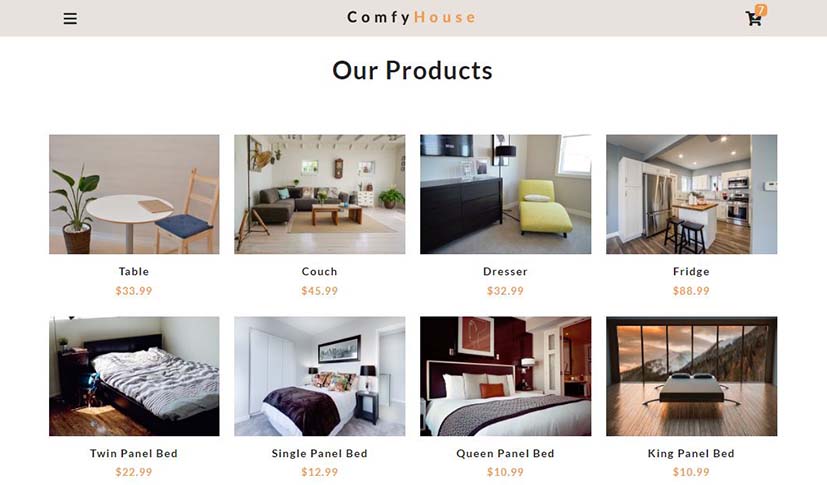 ComfyHouse
7
Our Products
Table
Couch
Dresser
Fridge
$33.99
$45.99
$32.99
$88.99
Twin Panel Bed
Single Panel Bed
Queen Panel Bed
King Panel Bed
$22.99
$12.99
$10.99
$10.99